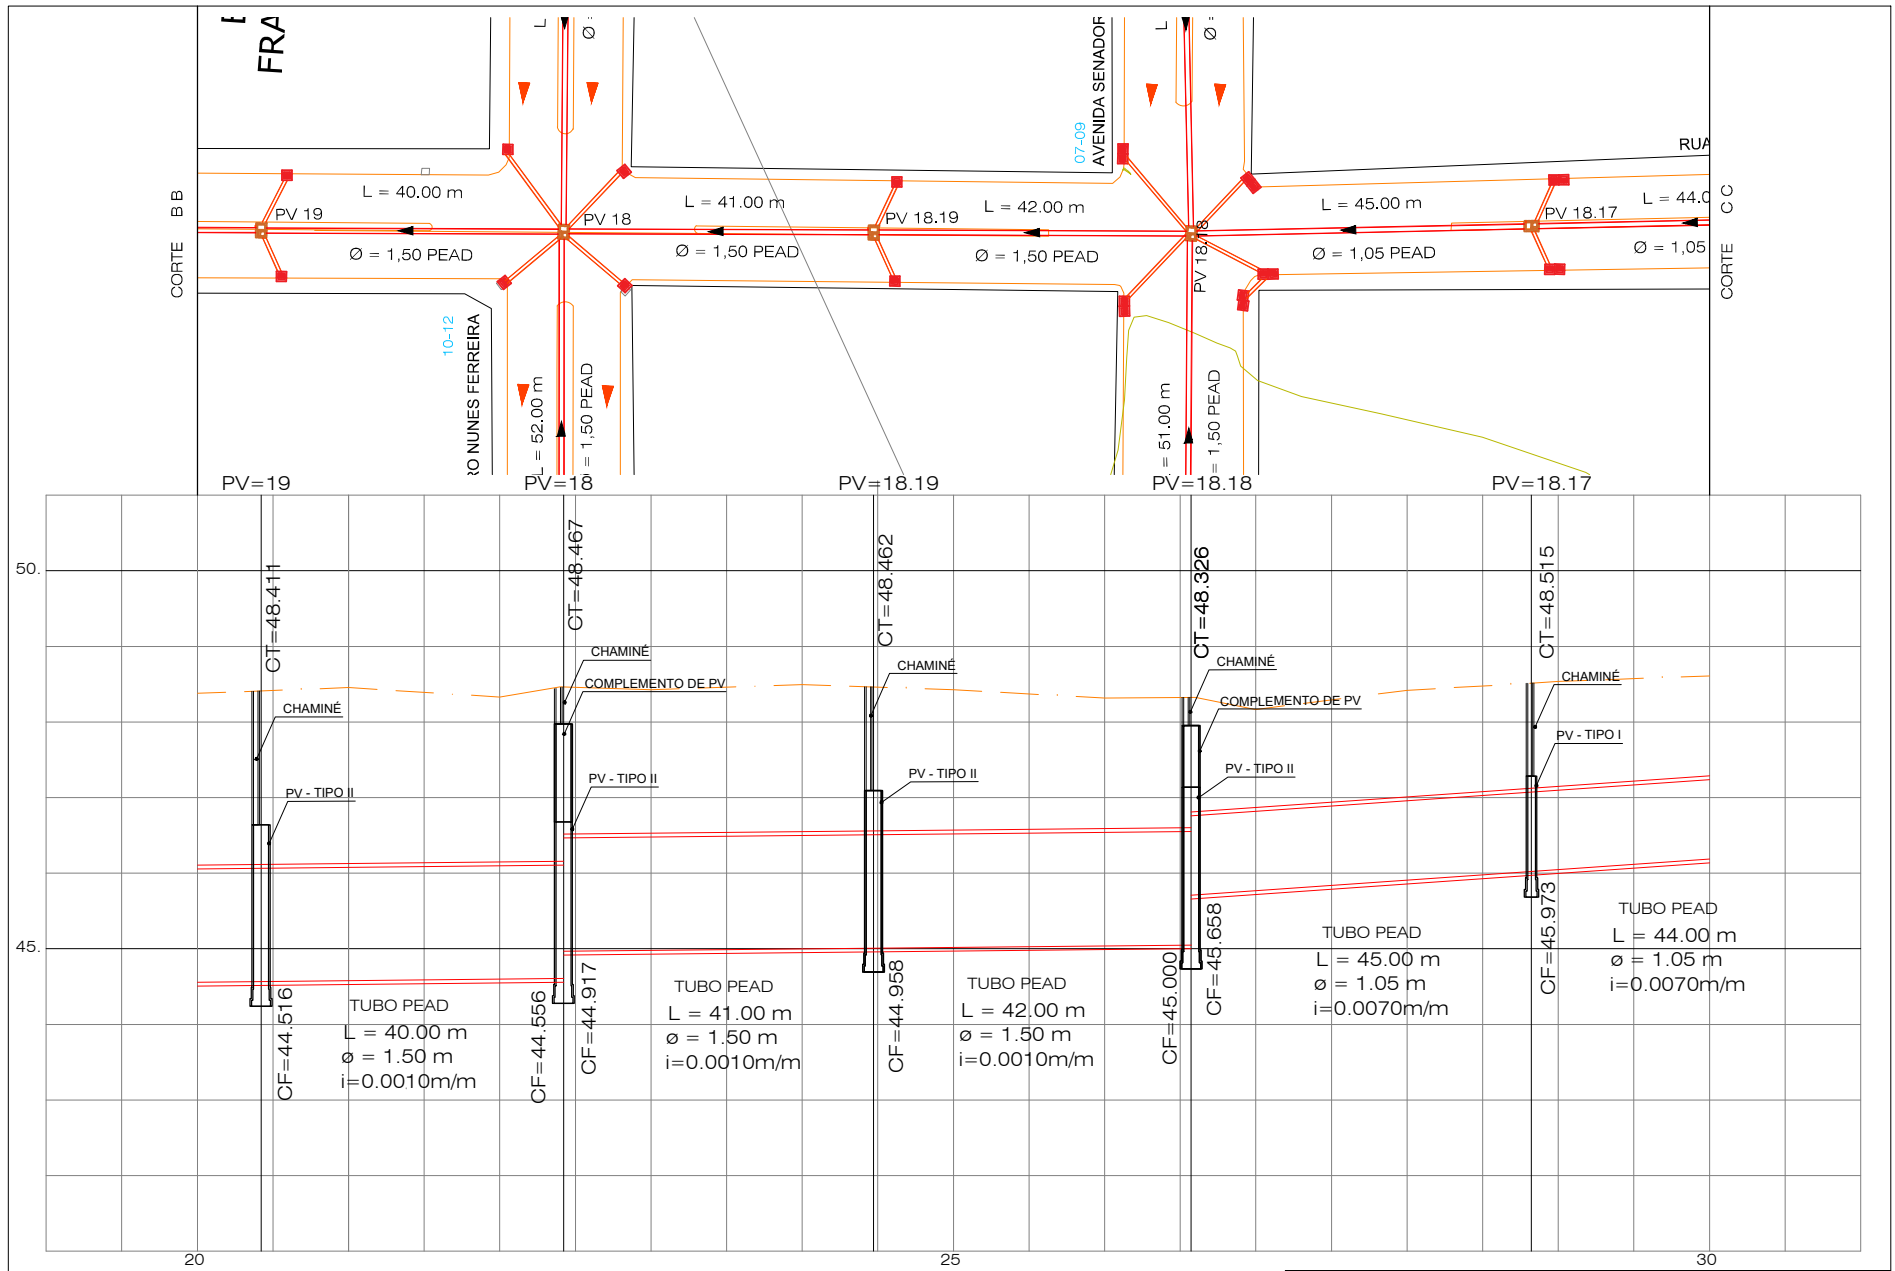 FRA
CORTE B B
PV 19
L = 40.00 m
Ø = 1,50 PEAD
PV 18
L = 41.00 m
Ø = 1,50 PEAD
PV 18.19
L = 42.00 m
Ø = 1,50 PEAD
07-09
AVENIDA SENADOR
PV 18.18
L = 45.00 m
Ø = 1,05 PEAD
PV 18.17
RUA
L = 44.0
Ø = 1,05
CORTE C C
L
Ø =
L
Ø =
10-12
RO NUNES FERREIRA
L = 52.00 m
= 1,50 PEAD
= 51.00 m
= 1,50 PEAD
PV=19
PV=18
PV=18.19
PV=18.18
PV=18.17
50.
CT=48.411
CT=48.467
CT=48.462
CT=48.326
CT=48.515
CHAMINÉ
PV - TIPO II
CHAMINÉ
COMPLEMENTO DE PV
PV - TIPO II
CHAMINÉ
PV - TIPO II
CHAMINÉ
COMPLEMENTO DE PV
PV - TIPO II
CHAMINÉ
PV - TIPO I
45.
CF=44.516
TUBO PEAD
L = 40.00 m
ø = 1.50 m
i=0.0010m/m
CF=44.556
CF=44.917
TUBO PEAD
L = 41.00 m
ø = 1.50 m
i=0.0010m/m
CF=44.958
TUBO PEAD
L = 42.00 m
ø = 1.50 m
i=0.0010m/m
CF=45.000
CF=45.658
TUBO PEAD
L = 45.00 m
ø = 1.05 m
i=0.0070m/m
CF=45.973
TUBO PEAD
L = 44.00 m
ø = 1.05 m
i=0.0070m/m
20
25
30